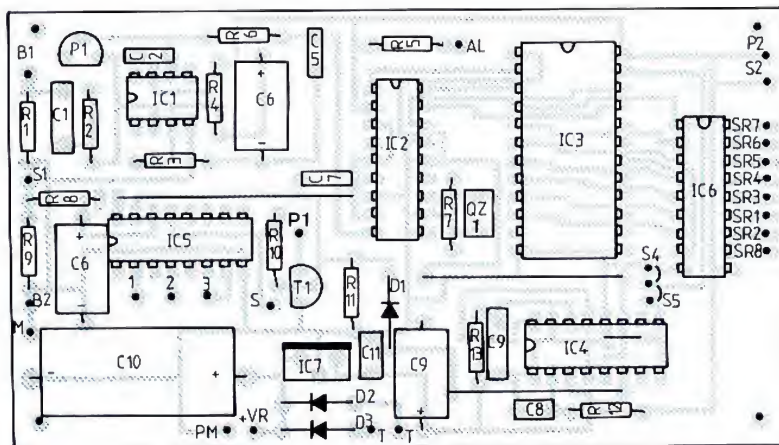 B1
P1
C2
R6
C5
R5
AL
P2
S2
R1
C1
R2
IC1
R4
C6
IC2
IC3
IC6
SR7
SR6
SR5
SR4
SR3
SR1
SR2
SR8
R3
S1
C7
R8
R7
QZ1
R9
C6
IC5
R10
P1
1
2
3
B2
S
T1
R11
D1
S4
S5
M
C10
IC7
C11
C9
R13
C9
IC4
D2
D3
C8
R12
PM
+VR
T
T
+
-
+
-
-
+
-
+